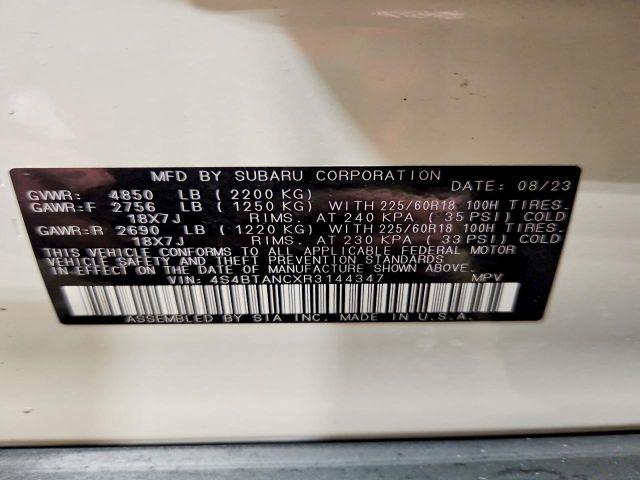 MFD BY SUBARU CORPORATION
DATE: 08/23
GVWR: 4850 LB (2200 KG)
GAWR:F 2756 LB (1250 KG) WITH 225/60R18 100H TIRES.
18X7J RIMS. AT 240 KPA (35 PSI) COLD
GAWR:R 2690 LB (1220 KG) WITH 225/60R18 100H TIRES.
18X7J RIMS. AT 230 KPA (33 PSI) COLD
THIS VEHICLE CONFORMS TO ALL APPLICABLE FEDERAL MOTOR
VEHICLE SAFETY AND THEFT PREVENTION STANDARDS
IN EFFECT ON THE DATE OF MANUFACTURE SHOWN ABOVE.
VIN: 4S4BTANCXR3144347 MPV
ASSEMBLED BY SIA INC. MADE IN U.S.A.